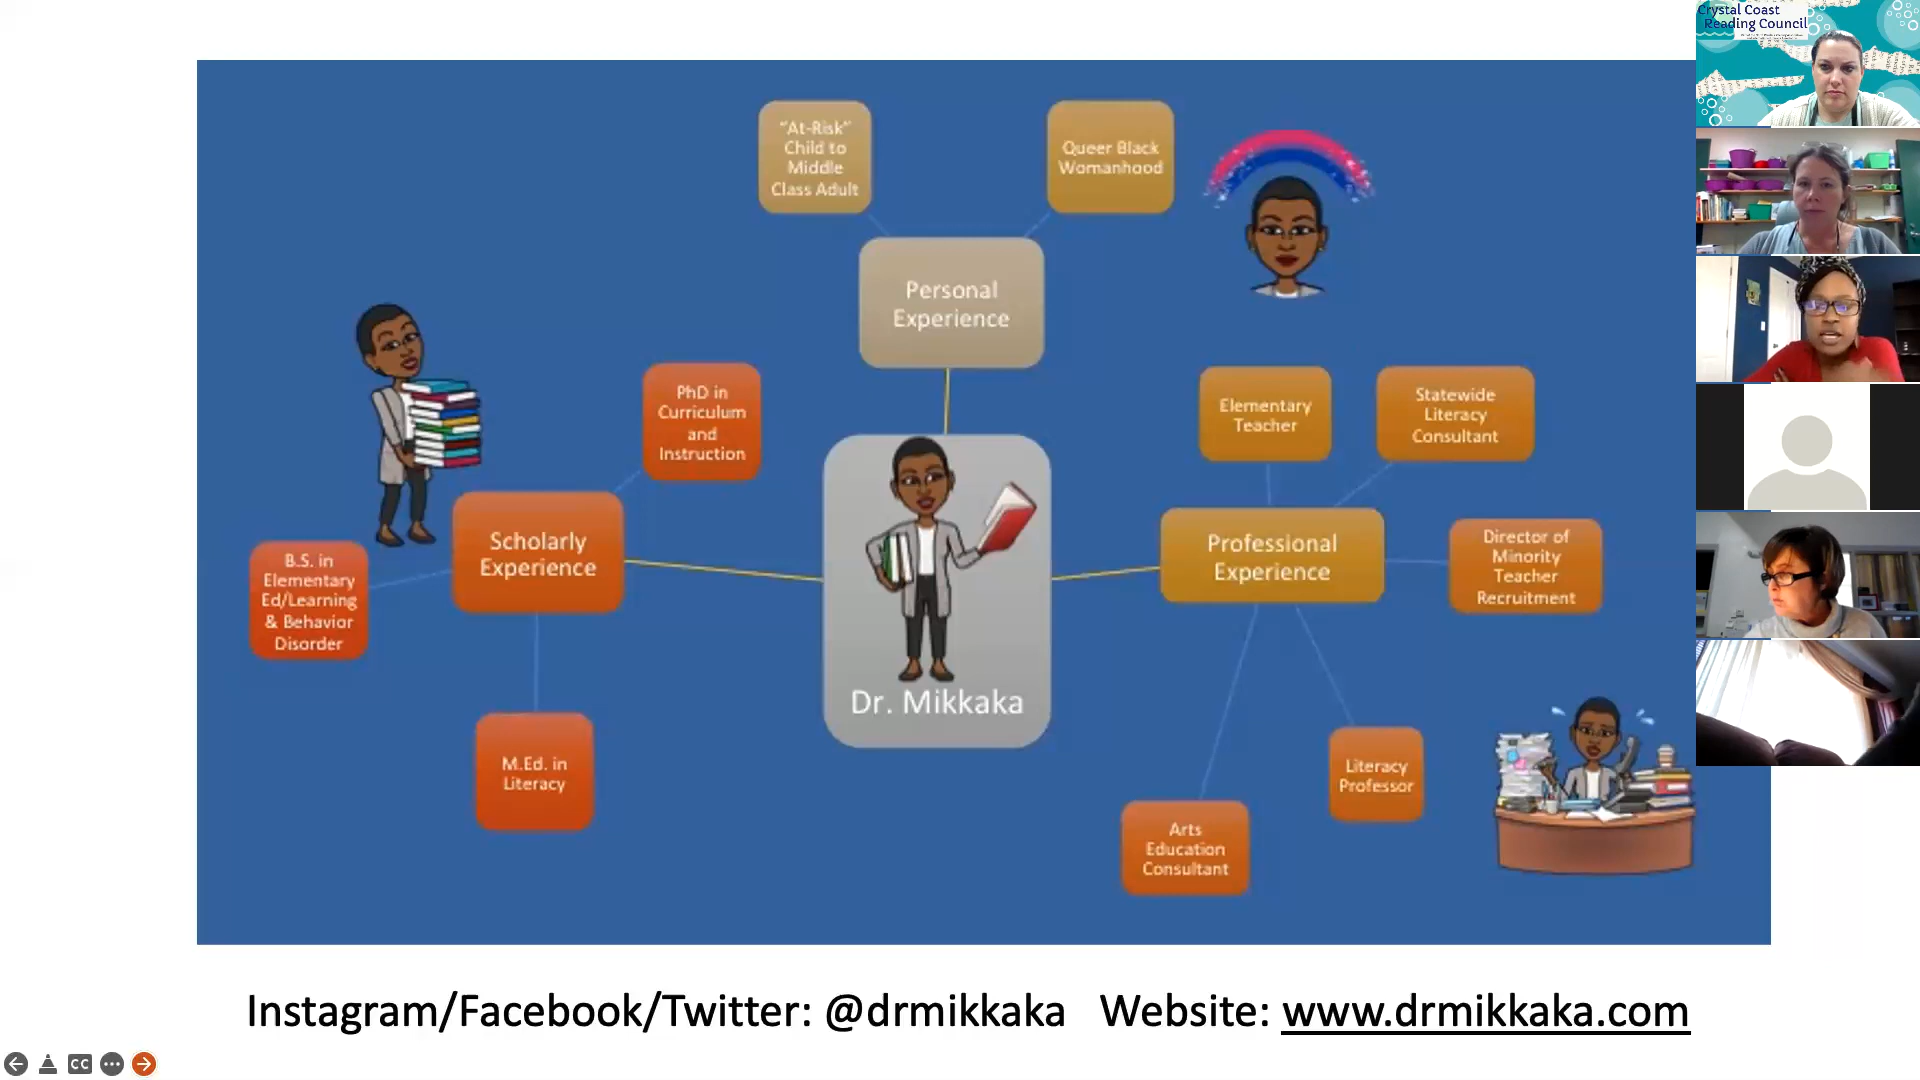 Crystal Coast
Reading Council
"At-Risk"
Child to
Middle
Class Adult
Queer Black
Womanhood
Personal
Experience
PhD in
Curriculum
and
Instruction
Elementary
Teacher
Statewide
Literacy
Consultant
Scholarly
Experience
Professional
Experience
Director of
Minority
Teacher
Recruitment
B.S. in
Elementary
Ed/Learning
& Behavior
Disorder
Dr. Mikkaka
M.Ed. in
Literacy
Literacy
Professor
Arts
Education
Consultant
Instagram/Facebook/Twitter: @drmikkaka Website: www.drmikkaka.com
CC